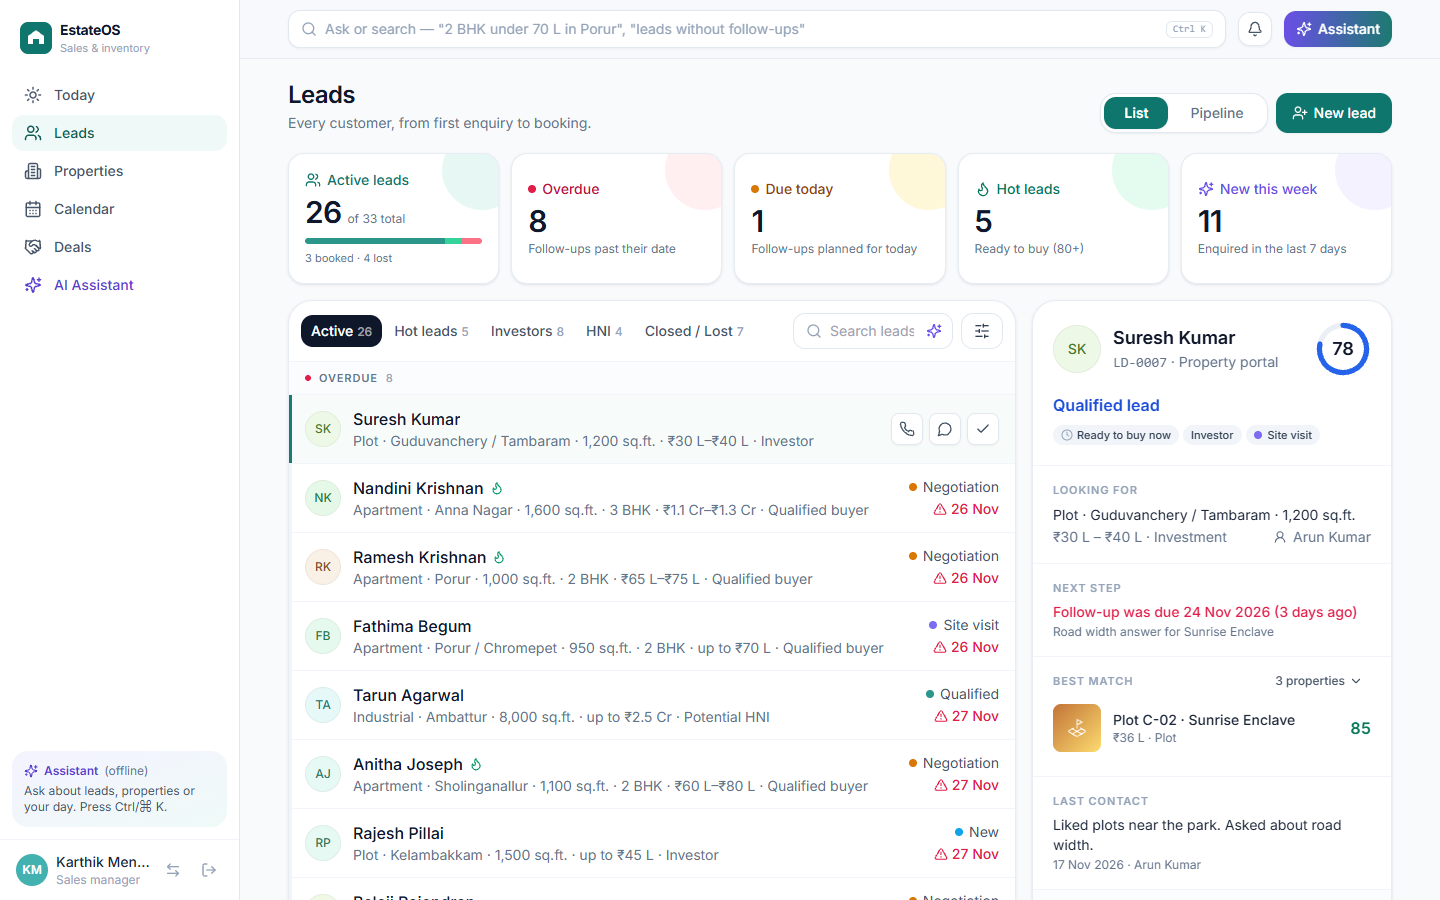 EstateOS
Sales & inventory
Today
Leads
Properties
Calendar
Deals
AI Assistant
Assistant (offline)
Ask about leads, properties or
your day. Press Ctrl/⌘ K.
KM
Karthik Men...
Sales manager
Ask or search — "2 BHK under 70 L in Porur", "leads without follow-ups"
Ctrl K
Assistant
Leads
Every customer, from first enquiry to booking.
List
Pipeline
New lead
Active leads
26 of 33 total
3 booked · 4 lost
Overdue
8
Follow-ups past their date
Due today
1
Follow-ups planned for today
Hot leads
5
Ready to buy (80+)
New this week
11
Enquired in the last 7 days
Active 26
Hot leads 5
Investors 8
HNI 4
Closed / Lost 7
Search leads
OVERDUE 8
SK
Suresh Kumar
Plot · Guduvanchery / Tambaram · 1,200 sq.ft. · ₹30 L–₹40 L · Investor
NK
Nandini Krishnan
Negotiation
Apartment · Anna Nagar · 1,600 sq.ft. · 3 BHK · ₹1.1 Cr–₹1.3 Cr · Qualified buyer
26 Nov
RK
Ramesh Krishnan
Negotiation
Apartment · Porur · 1,000 sq.ft. · 2 BHK · ₹65 L–₹75 L · Qualified buyer
26 Nov
FB
Fathima Begum
Site visit
Apartment · Porur / Chromepet · 950 sq.ft. · 2 BHK · up to ₹70 L · Qualified buyer
26 Nov
TA
Tarun Agarwal
Qualified
Industrial · Ambattur · 8,000 sq.ft. · up to ₹2.5 Cr · Potential HNI
27 Nov
AJ
Anitha Joseph
Negotiation
Apartment · Sholinganallur · 1,100 sq.ft. · 2 BHK · ₹60 L–₹80 L · Qualified buyer
27 Nov
RP
Rajesh Pillai
New
Plot · Kelambakkam · 1,500 sq.ft. · up to ₹45 L · Investor
27 Nov
SK
Suresh Kumar
LD-0007 · Property portal
78
Qualified lead
Ready to buy now
Investor
Site visit
LOOKING FOR
Plot · Guduvanchery / Tambaram · 1,200 sq.ft.
₹30 L – ₹40 L · Investment
Arun Kumar
NEXT STEP
Follow-up was due 24 Nov 2026 (3 days ago)
Road width answer for Sunrise Enclave
BEST MATCH
3 properties
Plot C-02 · Sunrise Enclave
₹36 L · Plot
85
LAST CONTACT
Liked plots near the park. Asked about road
width.
17 Nov 2026 · Arun Kumar